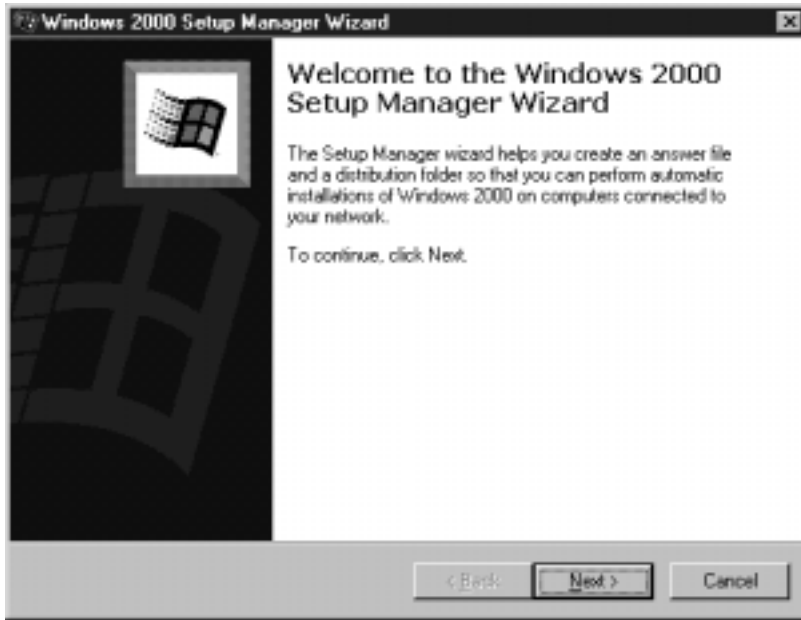 Windows 2000 Setup Manager Wizard
Welcome to the Windows 2000
Setup Manager Wizard
The Setup Manager wizard helps you create an answer file
and a distribution folder so that you can perform automatic
installations of Windows 2000 on computers connected to
your network.
To continue, click Next.
< Back
Next >
Cancel